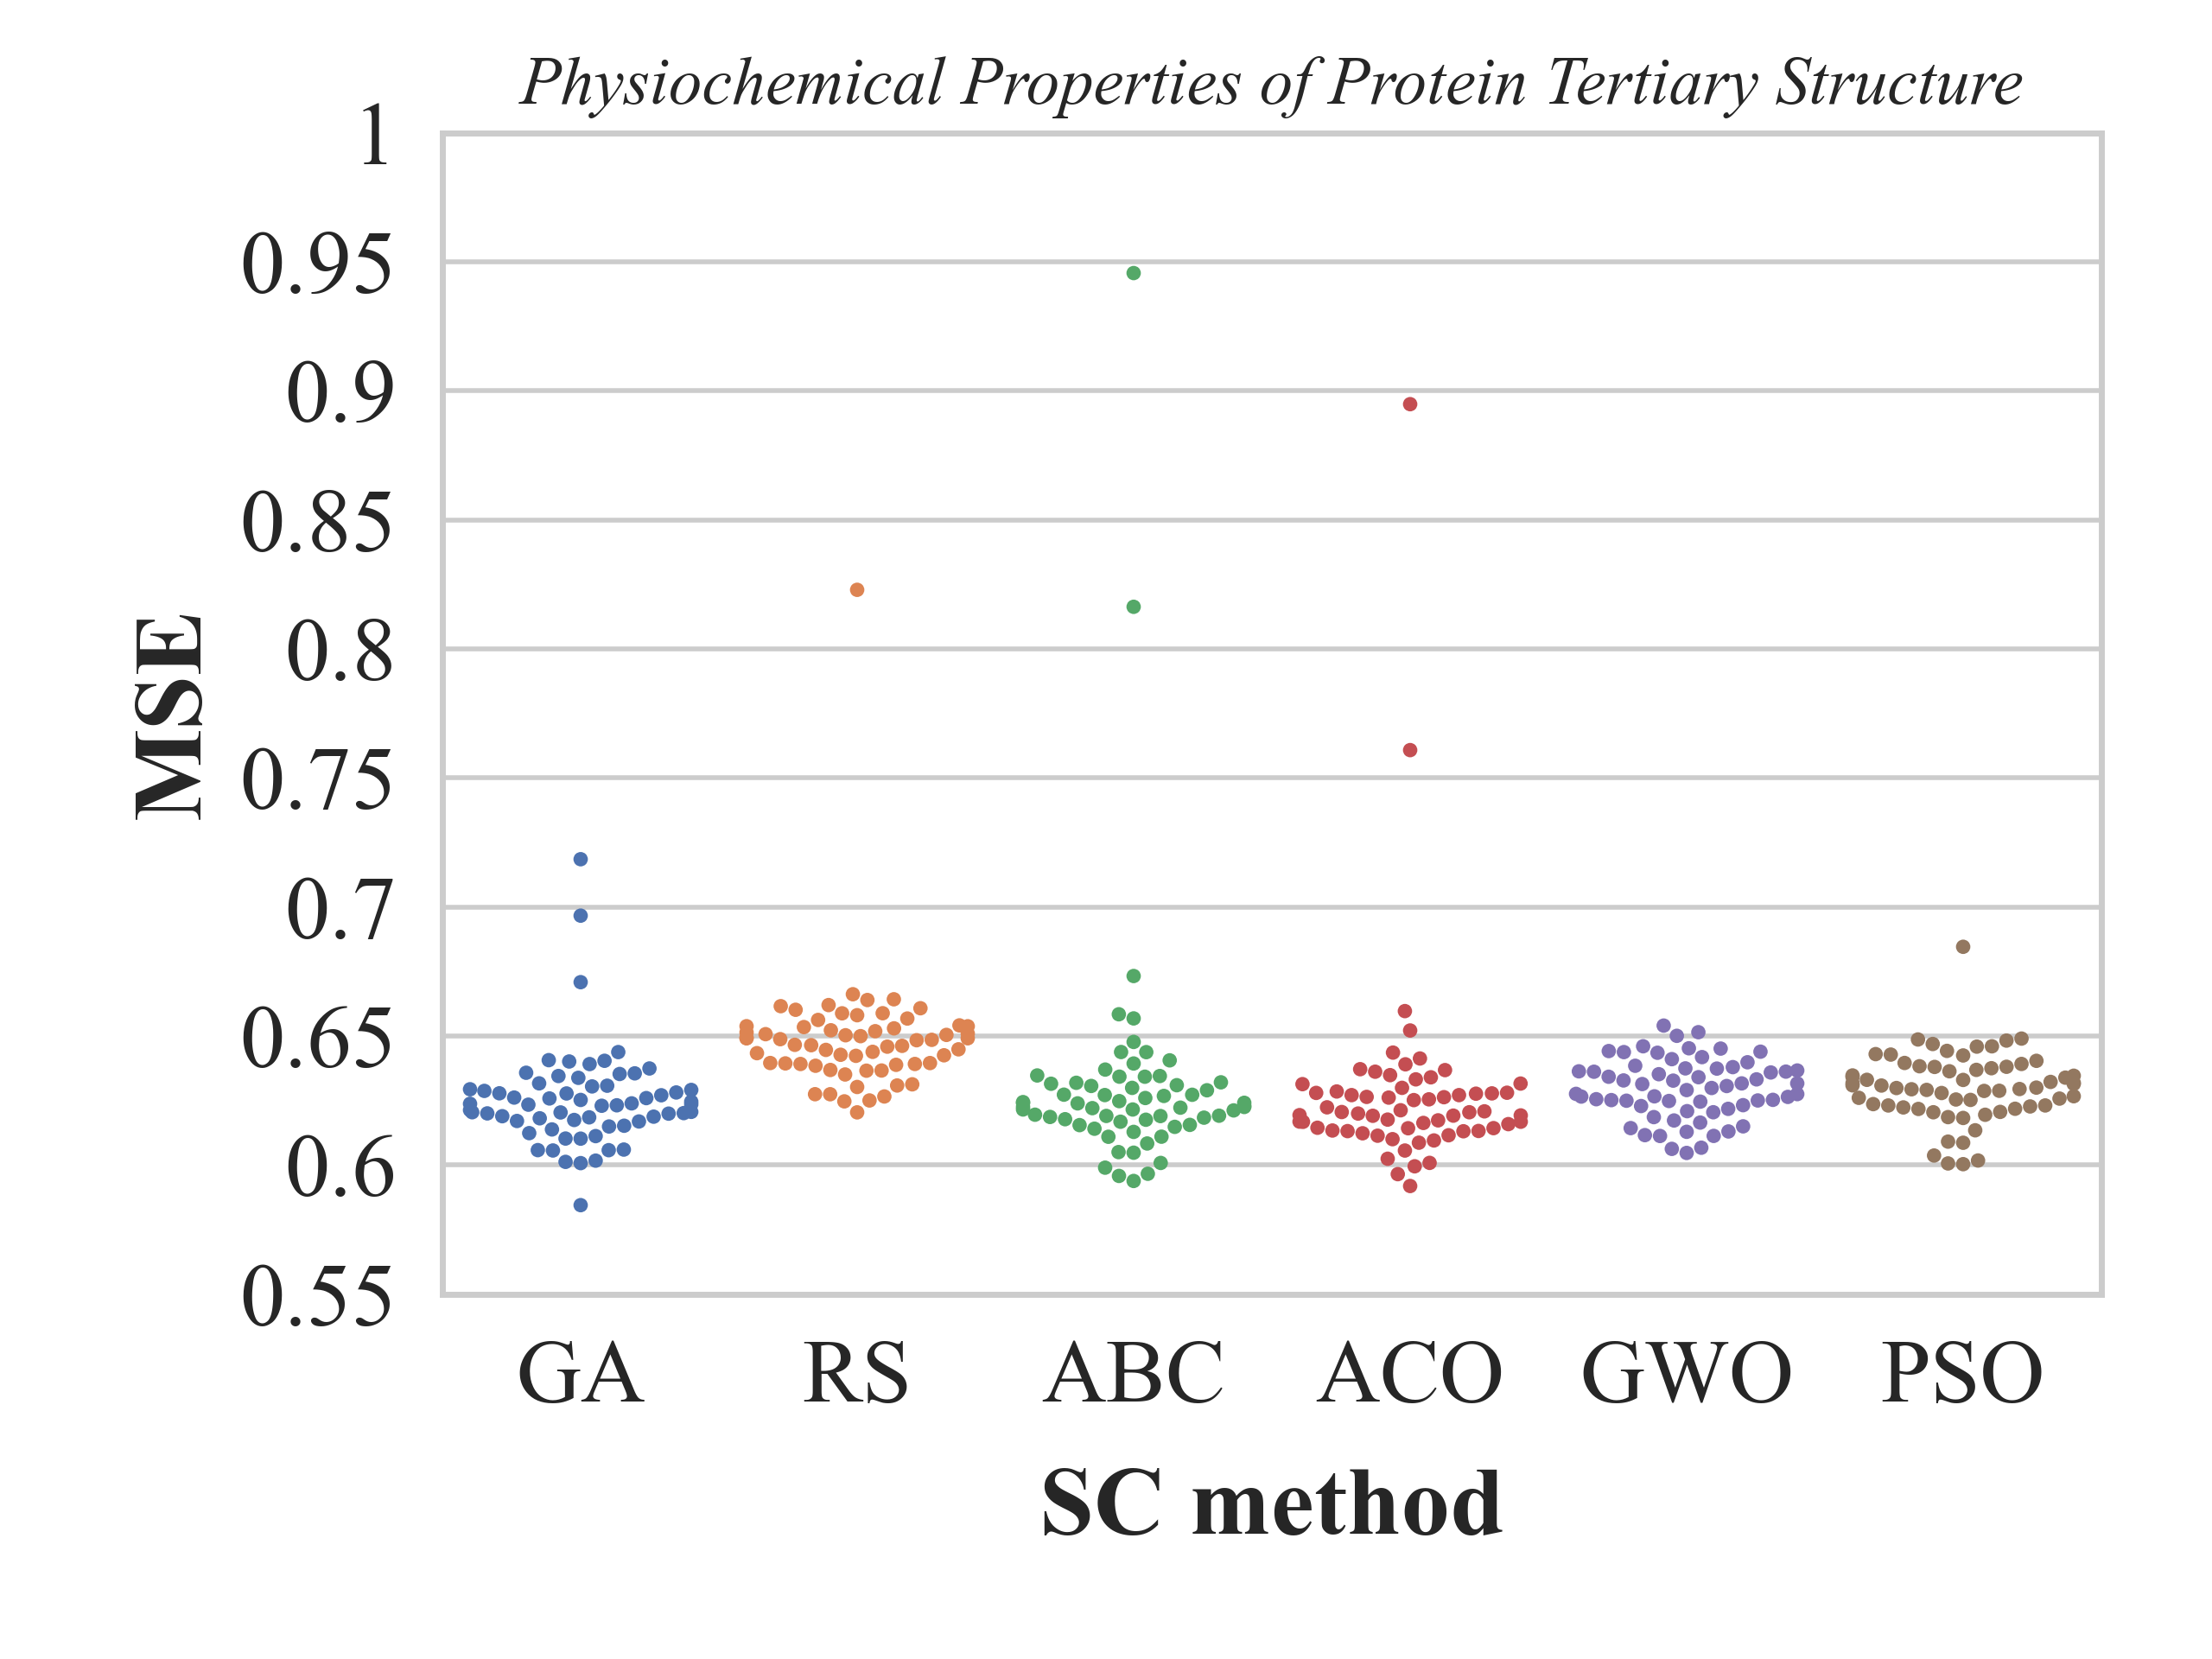 Physiochemical Properties of Protein Tertiary Structure
1
0.95
0.9
0.85
0.8
0.75
0.7
0.65
0.6
0.55
MSE
GA RS ABC ACO GWO PSO
SC method